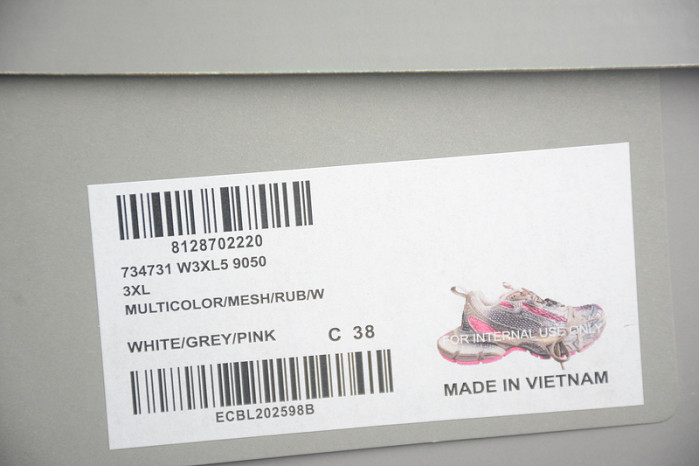 8128702220
734731 W3XL5 9050
3XL
MULTICOLOR/MESH/RUB/W
WHITE/GREY/PINK C 38
FOR INTERNAL USE ONLY
ECBL202598B
MADE IN VIETNAM